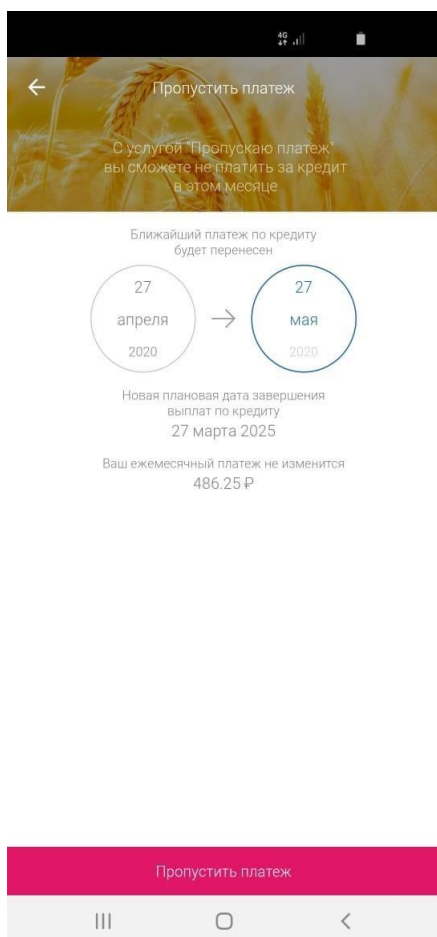 4G
Пропустить платеж
С услугой "Пропускаю платеж"
вы сможете не платить за кредит
в этом месяце
Ближайший платеж по кредиту
будет перенесен
27
апреля
2020
27
мая
2020
Новая плановая дата завершения
выплат по кредиту
27 марта 2025
Ваш ежемесячный платеж не изменится
486.25 ₽
Пропустить платеж